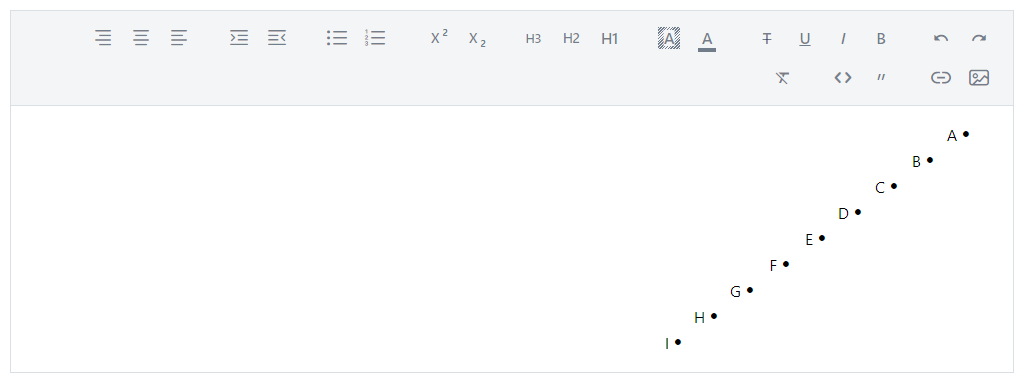 X² X₂ H3 H2 H1 A A T U I B
A •
B •
C •
D •
E •
F •
G •
H •
I •